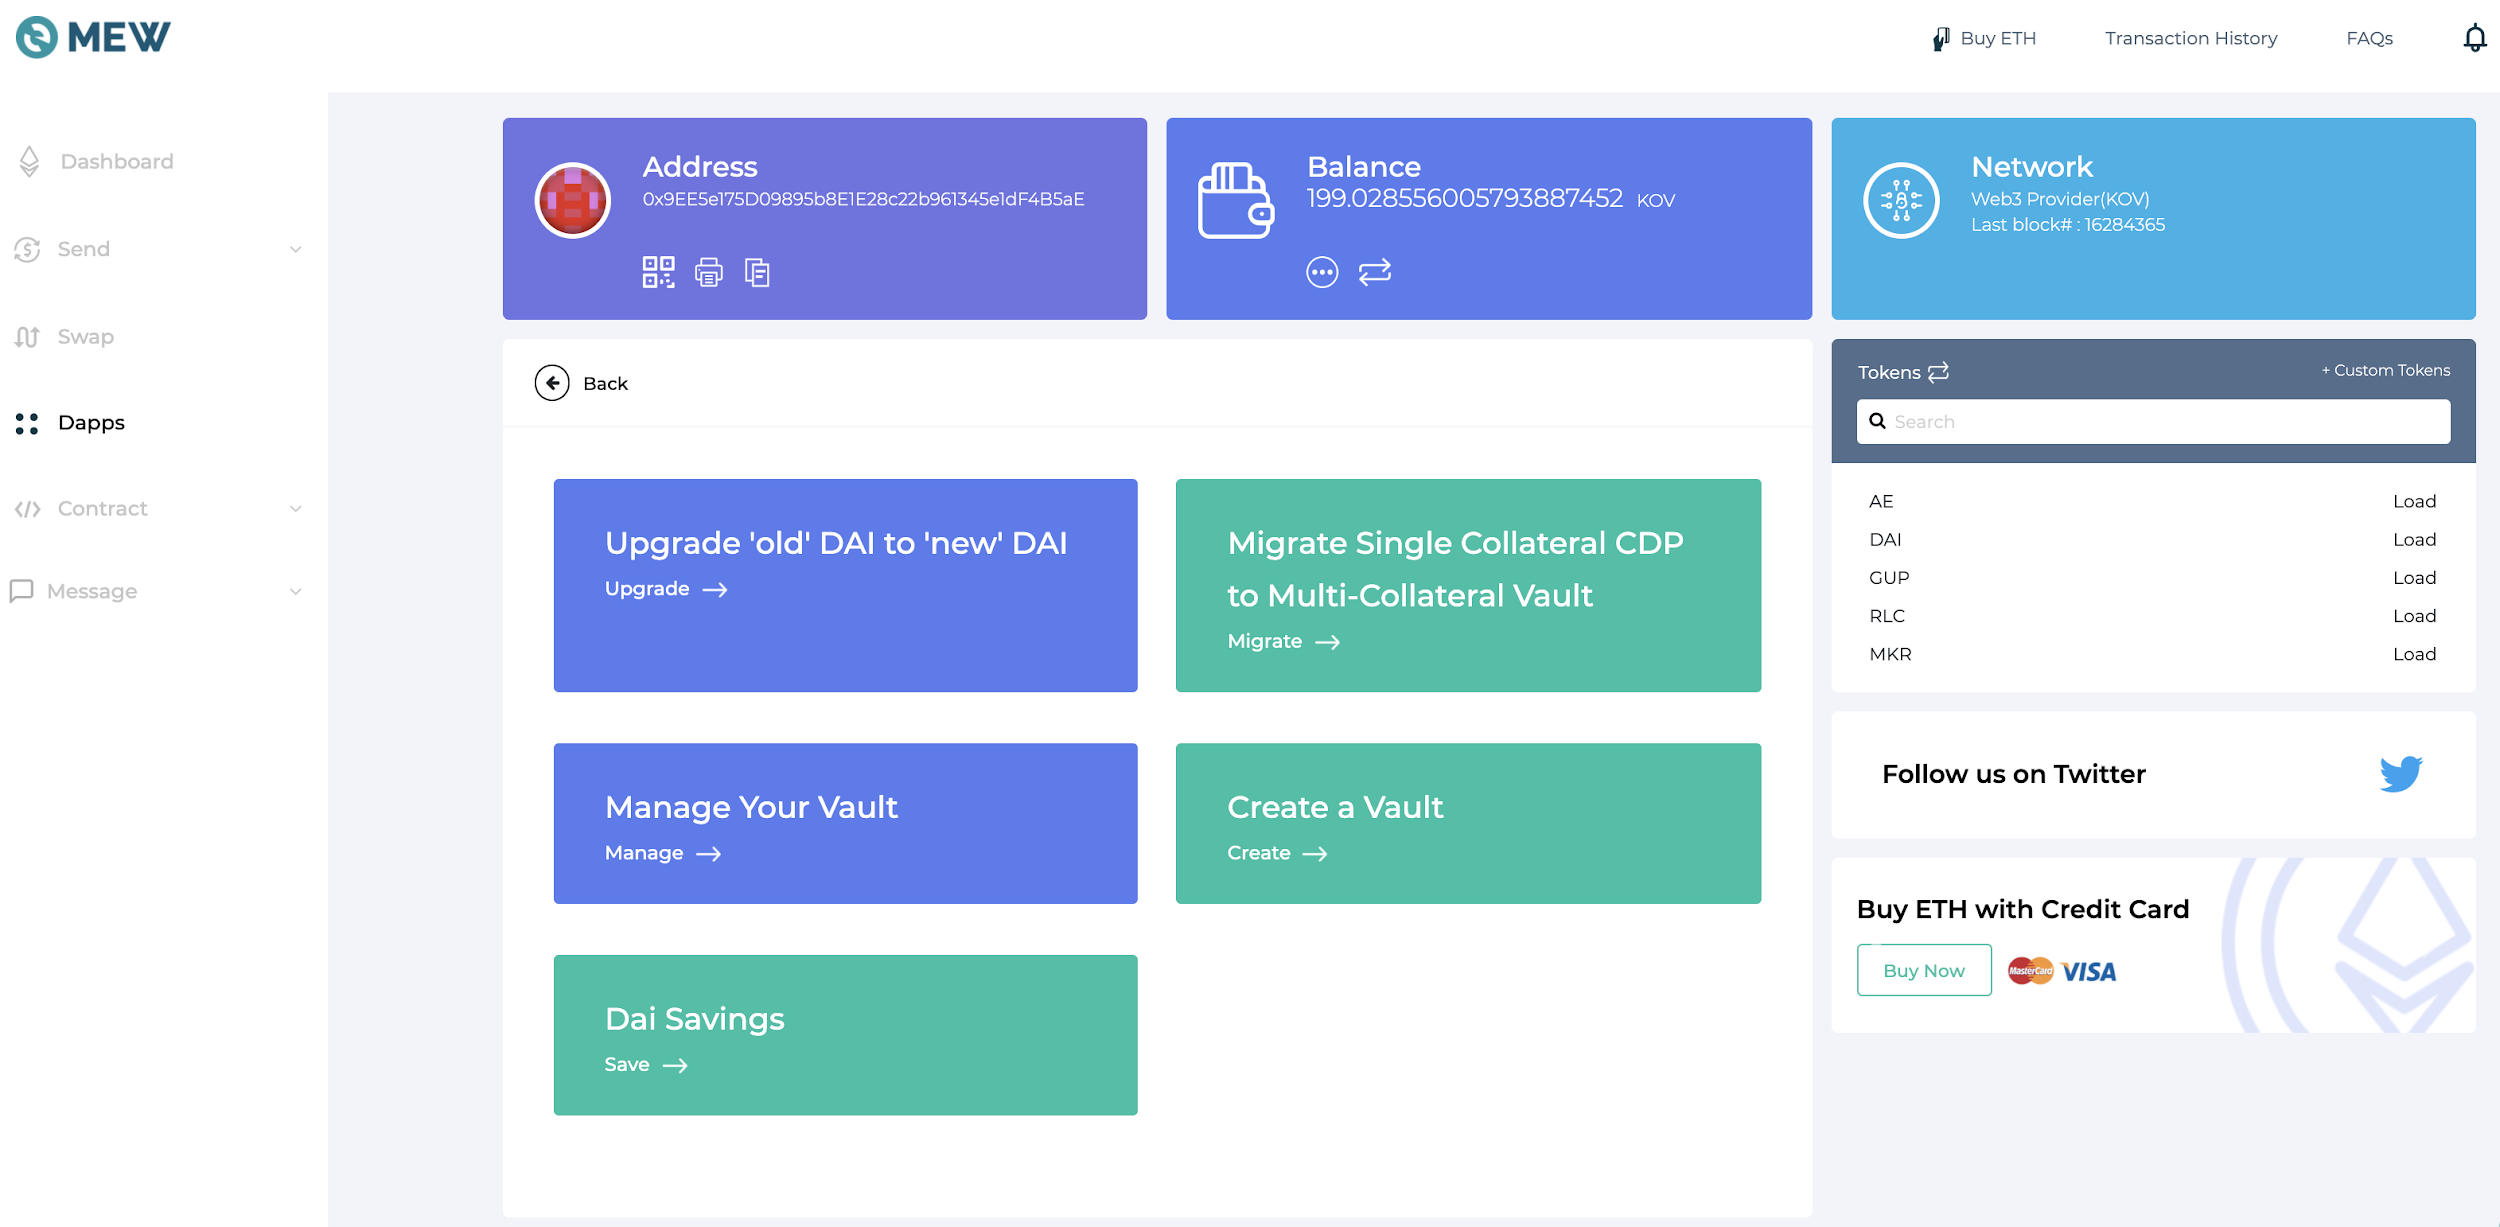 MEW
Buy ETH
Transaction History
FAQs
Dashboard
Send
Swap
Dapps
Contract
Message
Address
0x9EE5e175D09895b8E1E28c22b961345e1dF4B5aE
Balance
199.028556005793887452 KOV
Network
Web3 Provider(KOV)
Last block# : 16284365
Back
Upgrade 'old' DAI to 'new' DAI
Upgrade
Migrate Single Collateral CDP
to Multi-Collateral Vault
Migrate
Manage Your Vault
Manage
Create a Vault
Create
Dai Savings
Save
Tokens
+ Custom Tokens
Search
AE Load
DAI Load
GUP Load
RLC Load
MKR Load
Follow us on Twitter
Buy ETH with Credit Card
Buy Now
MasterCard
VISA